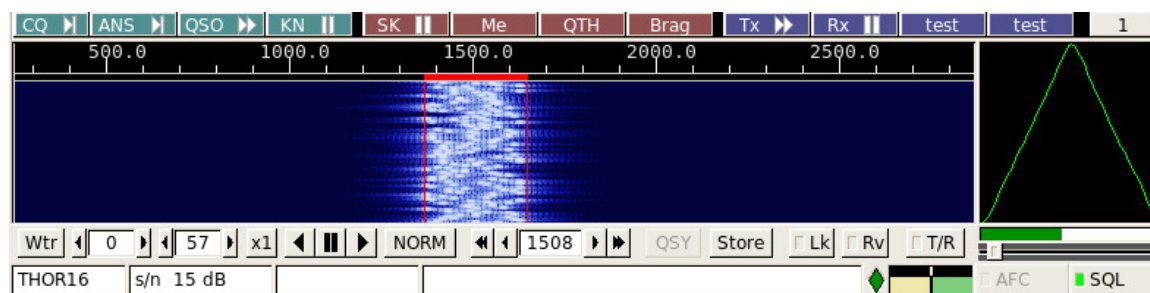 CQ ANS QSO KN SK Me QTH Brag Tx Rx test test 1
500.0 1000.0 1500.0 2000.0 2500.0
Wtr 0 57 x1 NORM 1508 QSY Store Lk Rv T/R
THOR16 s/n 15 dB AFC SQL